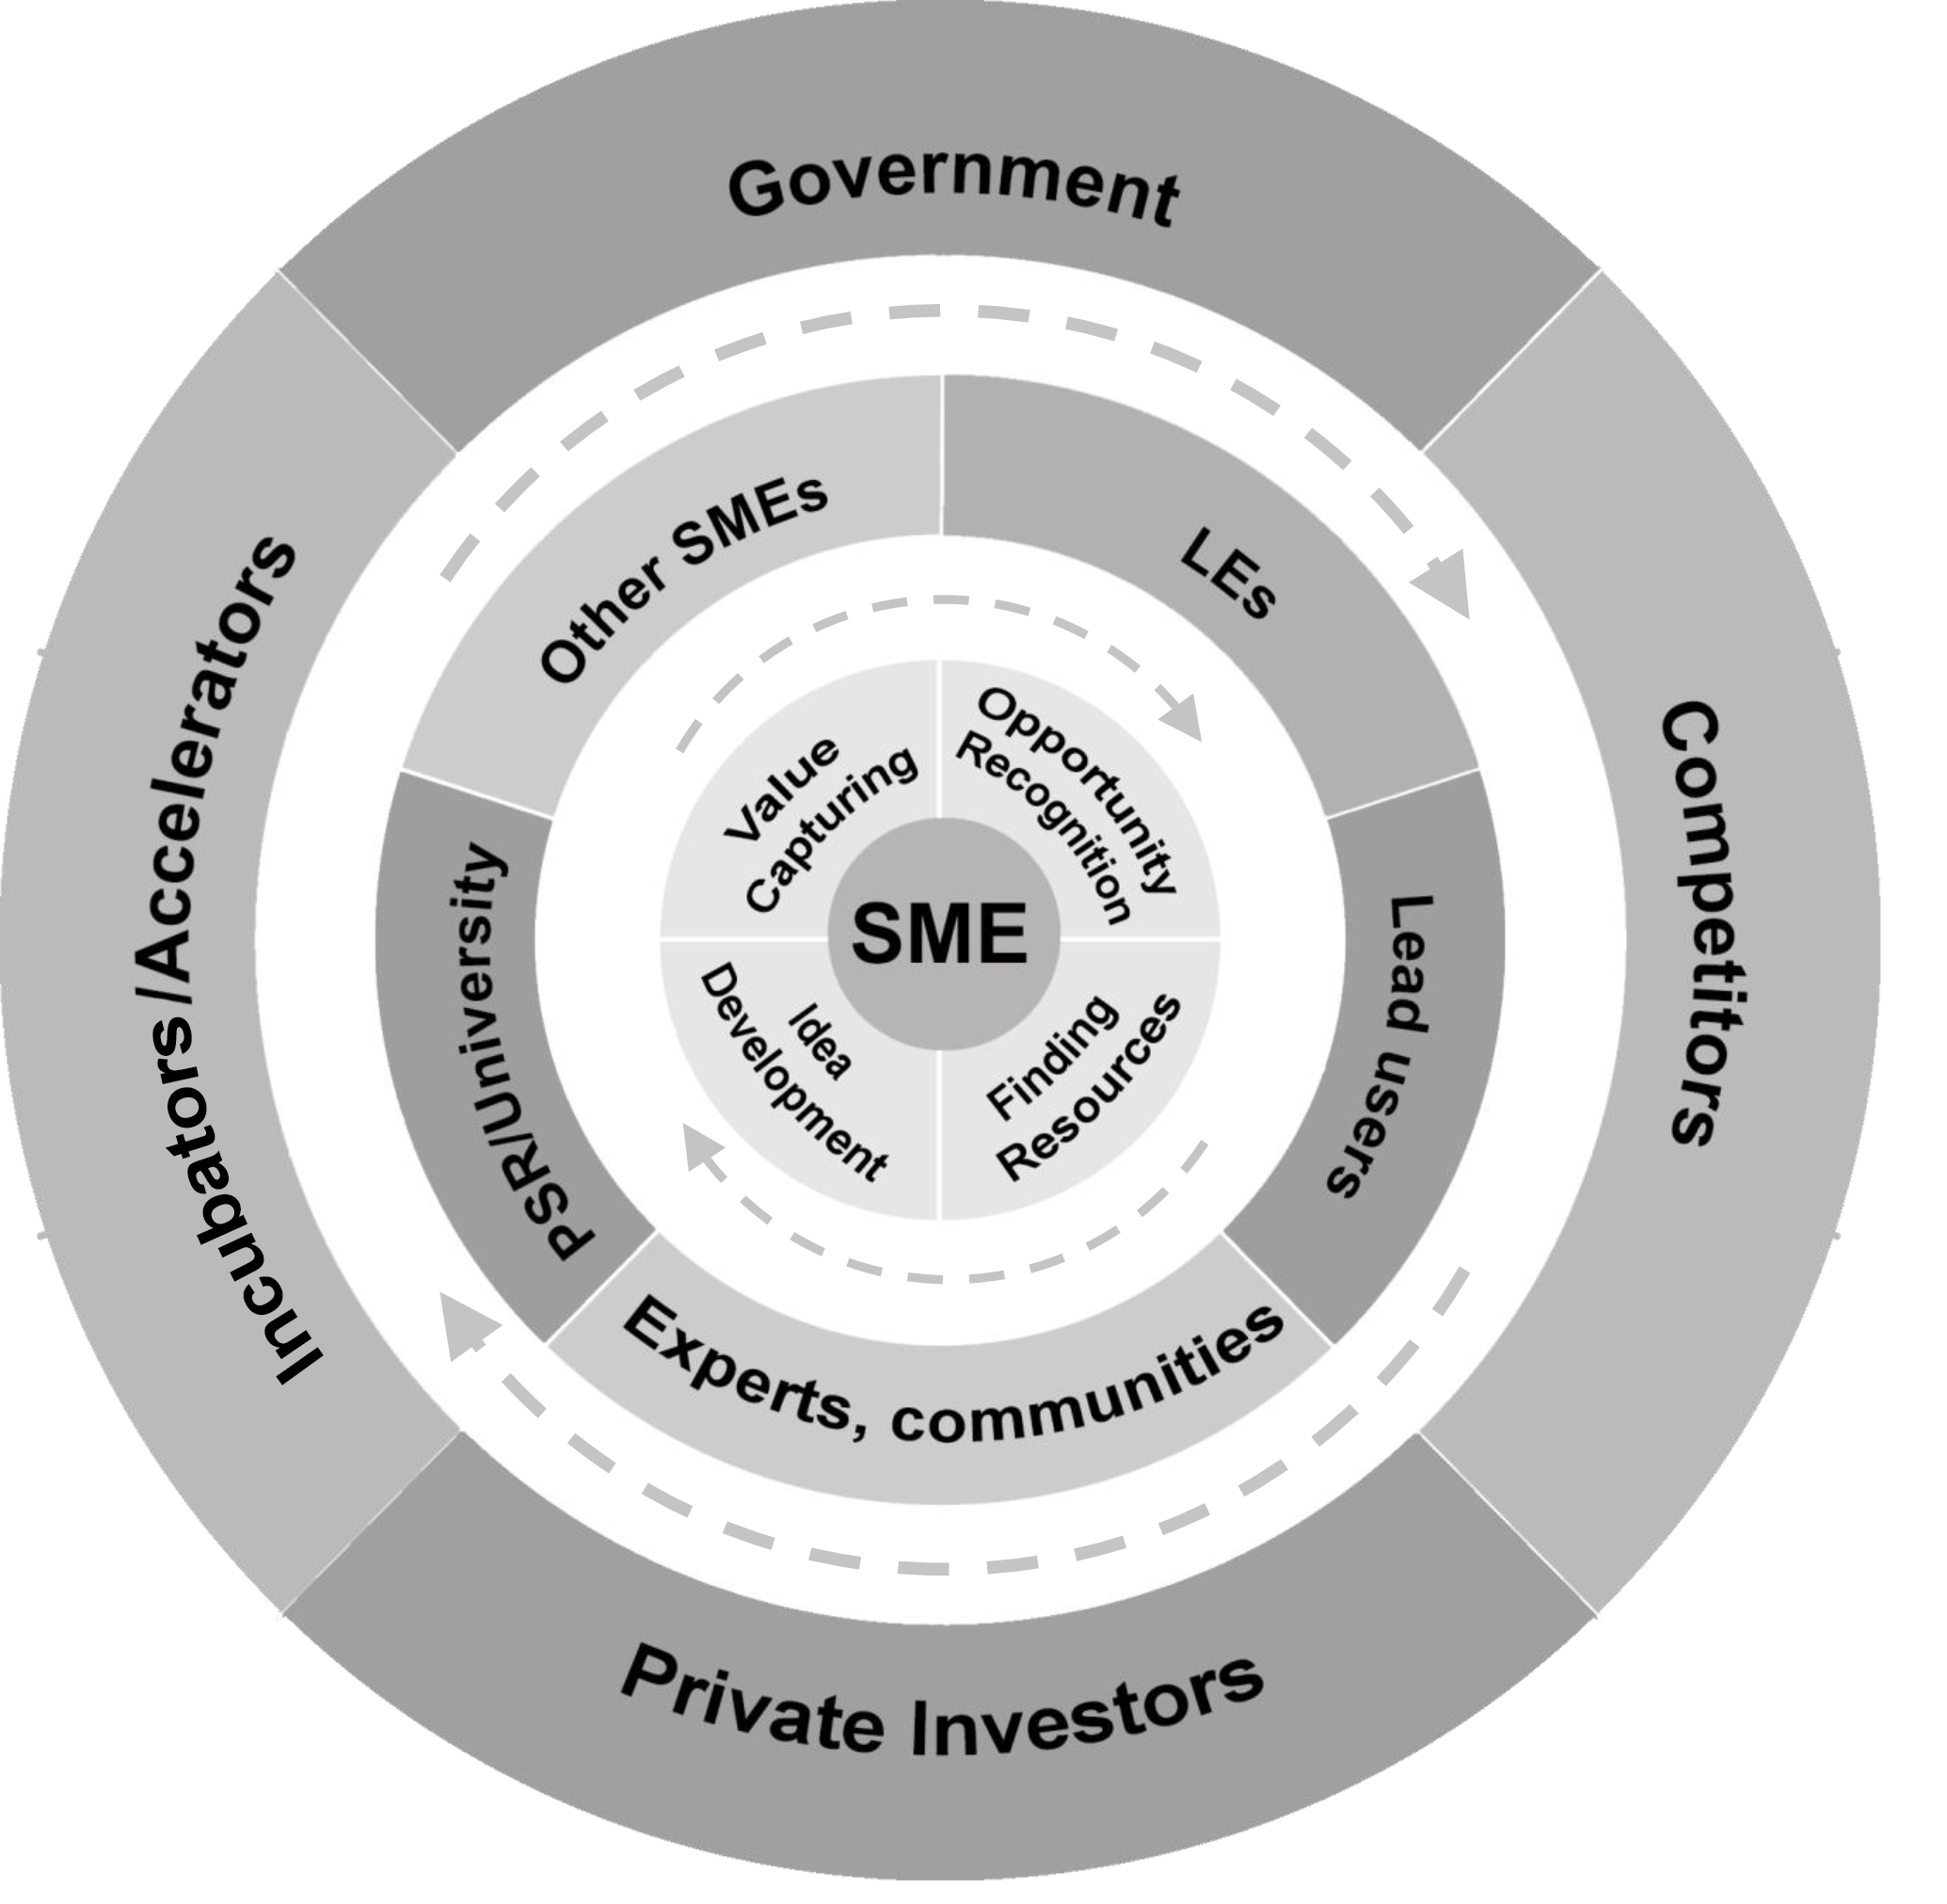 Government
Competitors
Private Investors
Incubators /Accelerators
Other SMEs
LEs
Lead users
Experts, communities
PSR/University
Value
Capturing
Opportunity
Recognition
Finding
Resources
Idea
Development
SME